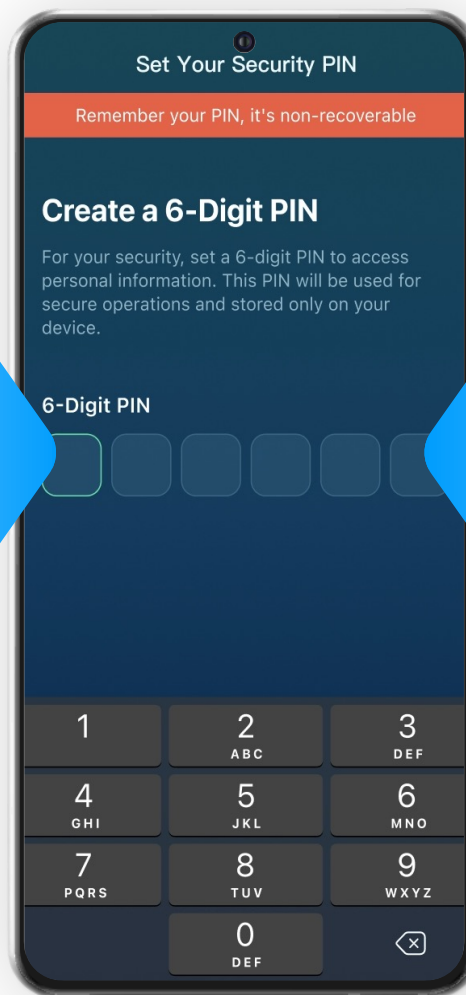 Set Your Security PIN
Remember your PIN, it's non-recoverable
Create a 6-Digit PIN
For your security, set a 6-digit PIN to access
personal information. This PIN will be used for
secure operations and stored only on your
device.
6-Digit PIN
1 2 3
ABC DEF
4 5 6
GHI JKL MNO
7 8 9
PQRS TUV WXYZ
0
DEF